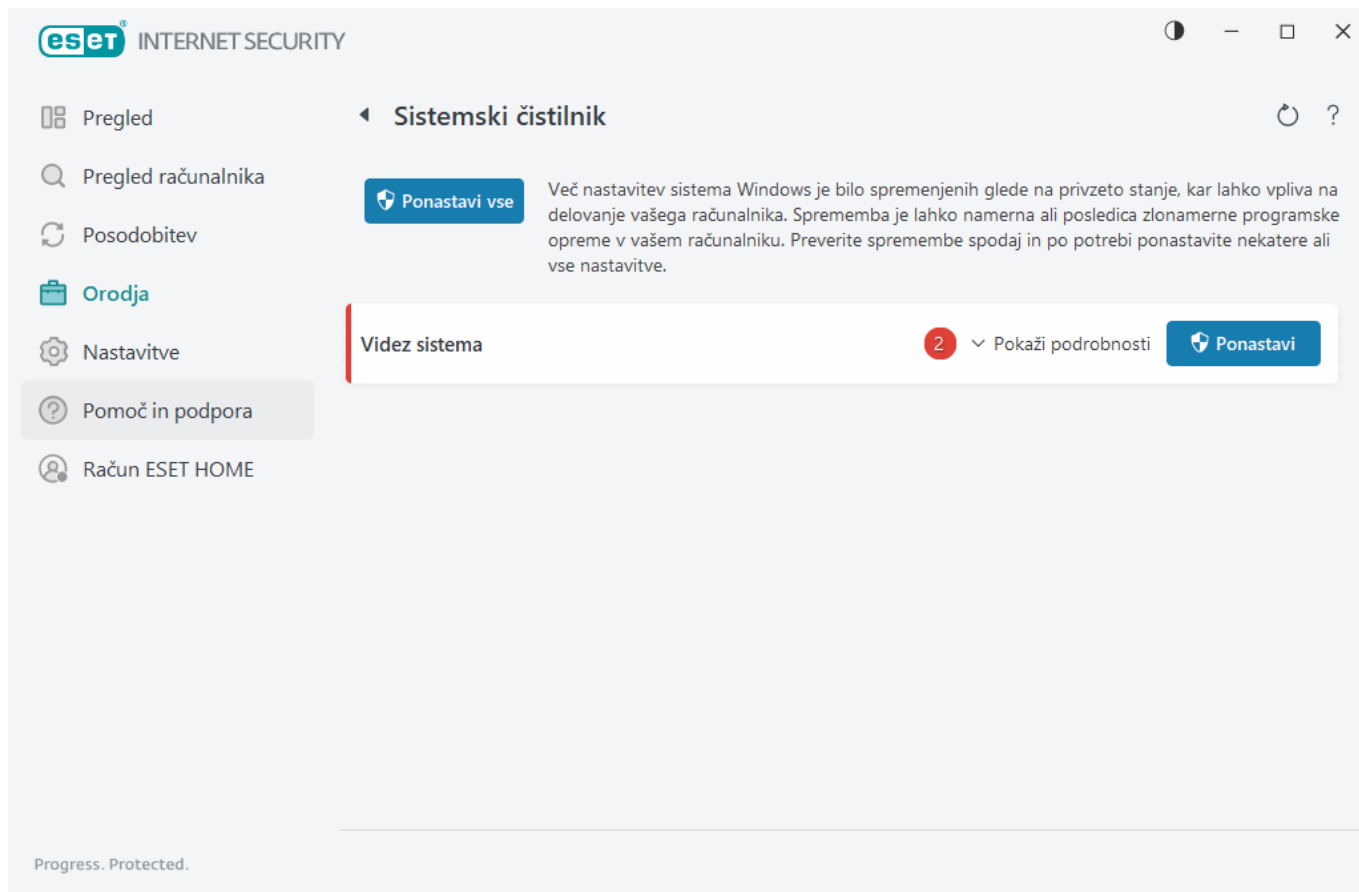 eset® INTERNET SECURITY
Pregled
Pregled računalnika
Posodobitev
Orodja
Nastavitve
Pomoč in podpora
Račun ESET HOME
Sistemski čistilnik
?
Ponastavi vse
Več nastavitev sistema Windows je bilo spremenjenih glede na privzeto stanje, kar lahko vpliva na
delovanje vašega računalnika. Sprememba je lahko namerna ali posledica zlonamerne programske
opreme v vašem računalniku. Preverite spremembe spodaj in po potrebi ponastavite nekatere ali
vse nastavitve.
Videz sistema
2
Pokaži podrobnosti
Ponastavi
Progress. Protected.